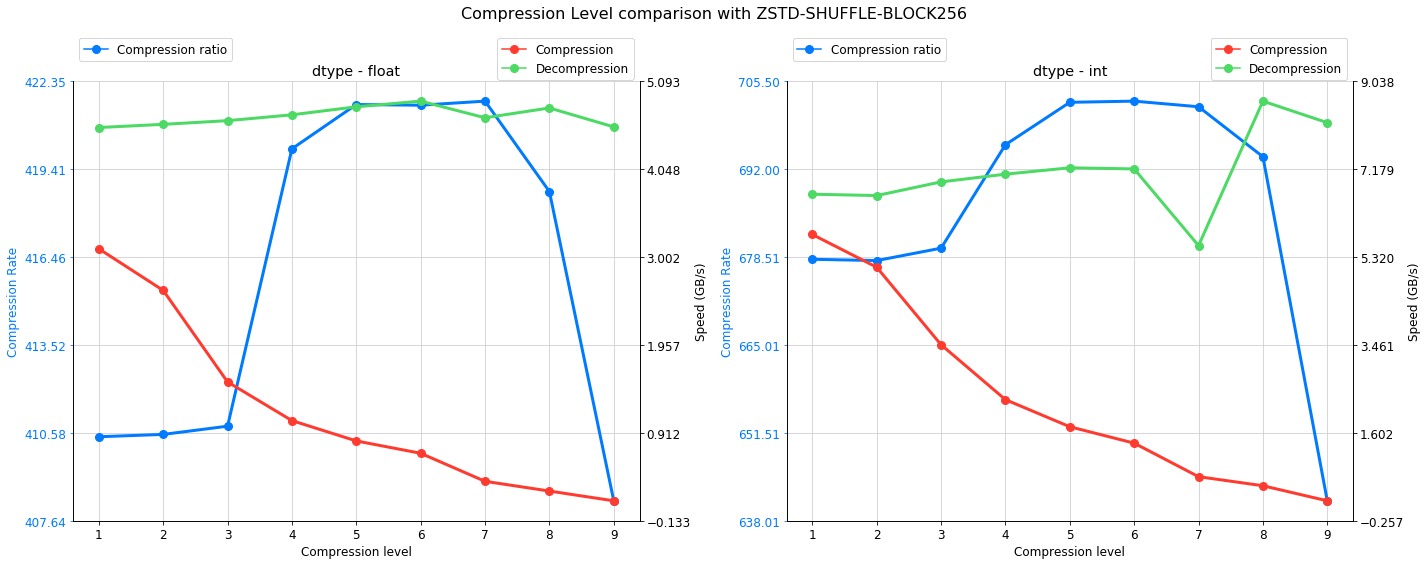 Compression Level comparison with ZSTD-SHUFFLE-BLOCK256
Compression ratio
Compression
Decompression
dtype - float
422.35
419.41
416.46
413.52
410.58
407.64
Compression Rate
5.093
4.048
3.002
1.957
0.912
−0.133
Speed (GB/s)
1 2 3 4 5 6 7 8 9
Compression level
Compression ratio
Compression
Decompression
dtype - int
705.50
692.00
678.51
665.01
651.51
638.01
Compression Rate
9.038
7.179
5.320
3.461
1.602
−0.257
Speed (GB/s)
1 2 3 4 5 6 7 8 9
Compression level